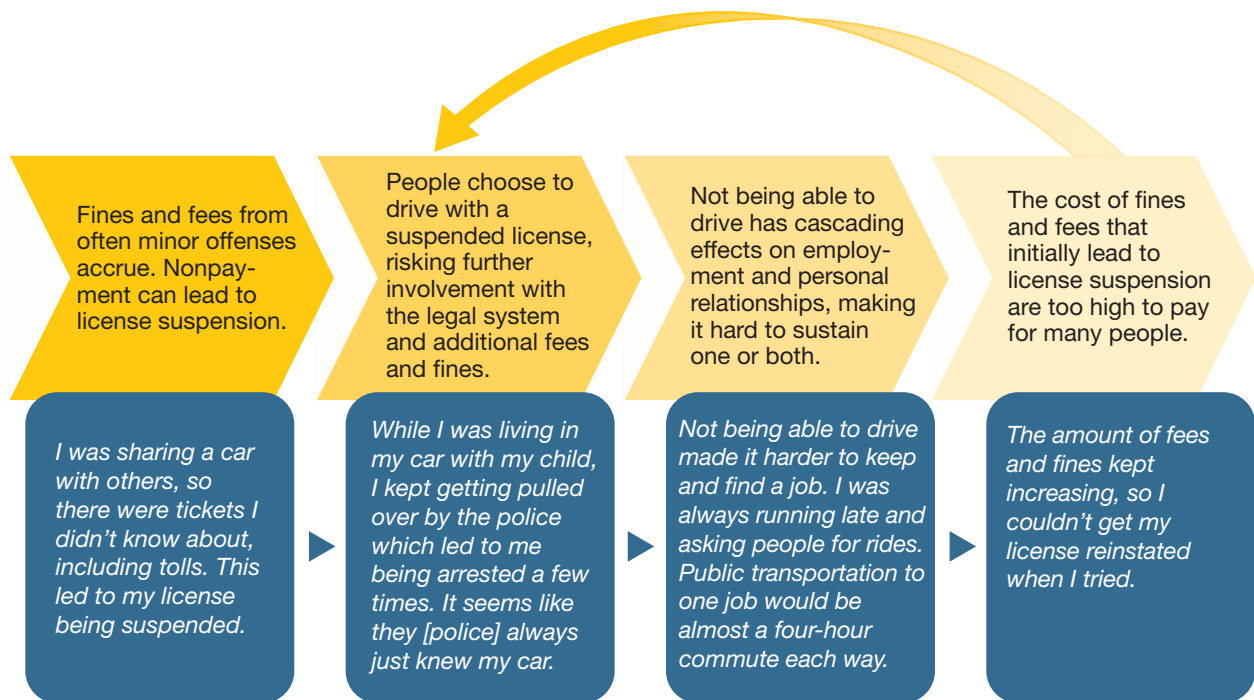 Fines and fees from
often minor offenses
accrue. Nonpay-
ment can lead to
license suspension.
People choose to
drive with a
suspended license,
risking further
involvement with
the legal system
and additional fees
and fines.
Not being able to
drive has cascading
effects on employ-
ment and personal
relationships, making
it hard to sustain
one or both.
The cost of fines
and fees that
initially lead to
license suspension
are too high to pay
for many people.
I was sharing a car
with others, so
there were tickets I
didn’t know about,
including tolls. This
led to my license
being suspended.
While I was living in
my car with my child,
I kept getting pulled
over by the police
which led to me
being arrested a few
times. It seems like
they [police] always
just knew my car.
Not being able to drive
made it harder to keep
and find a job. I was
always running late and
asking people for rides.
Public transportation to
one job would be
almost a four-hour
commute each way.
The amount of fees
and fines kept
increasing, so I
couldn’t get my
license reinstated
when I tried.